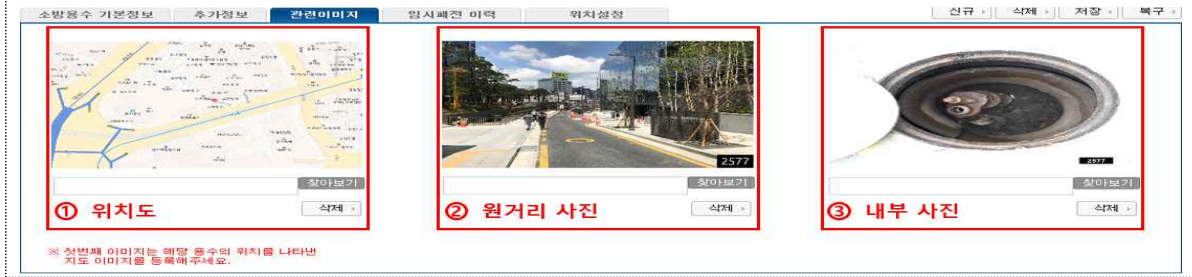 소방용수 기본정보 추가정보 관련이미지 임시폐전 이력 위치설정 신규 삭제 저장 복구
2577
2577
찾아보기 찾아보기 찾아보기
① 위치도 삭제 ② 원거리 사진 삭제 ③ 내부 사진 삭제
※ 첫번째 이미지는 해당 용수의 위치를 나타낸
지도 이미지를 등록해주세요.